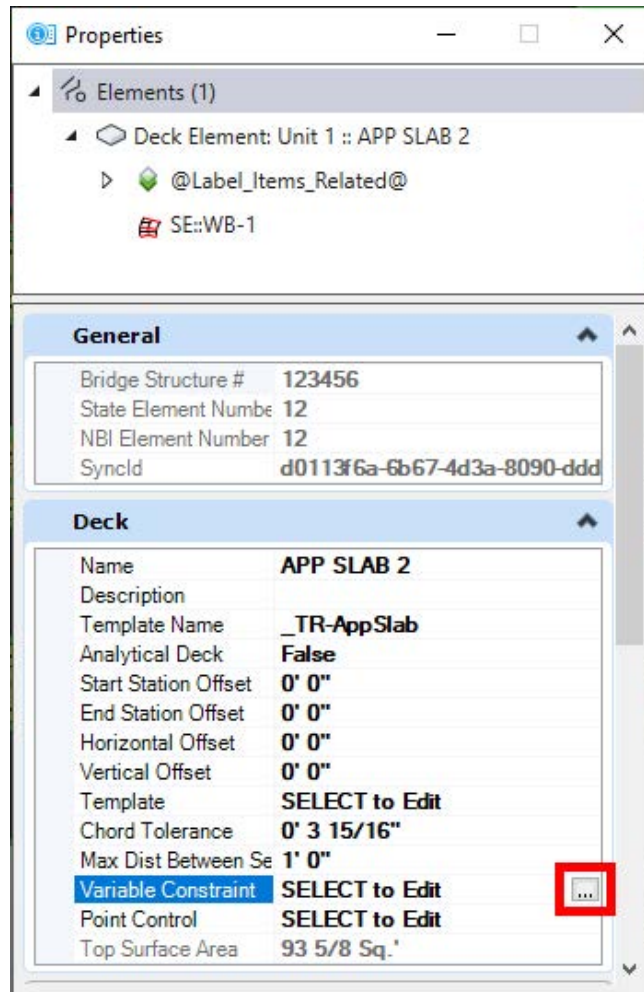 Properties
Elements (1)
Deck Element: Unit 1 :: APP SLAB 2
@Label_Items_Related@
SE::WB-1
General
Bridge Structure # 123456
State Element Numbe 12
NBI Element Number 12
SyncId d0113f6a-6b67-4d3a-8090-ddd
Deck
Name APP SLAB 2
Description
Template Name _TR-AppSlab
Analytical Deck False
Start Station Offset 0' 0"
End Station Offset 0' 0"
Horizontal Offset 0' 0"
Vertical Offset 0' 0"
Template SELECT to Edit
Chord Tolerance 0' 3 15/16"
Max Dist Between Se 1' 0"
Variable Constraint SELECT to Edit ...
Point Control SELECT to Edit
Top Surface Area 93 5/8 Sq.'